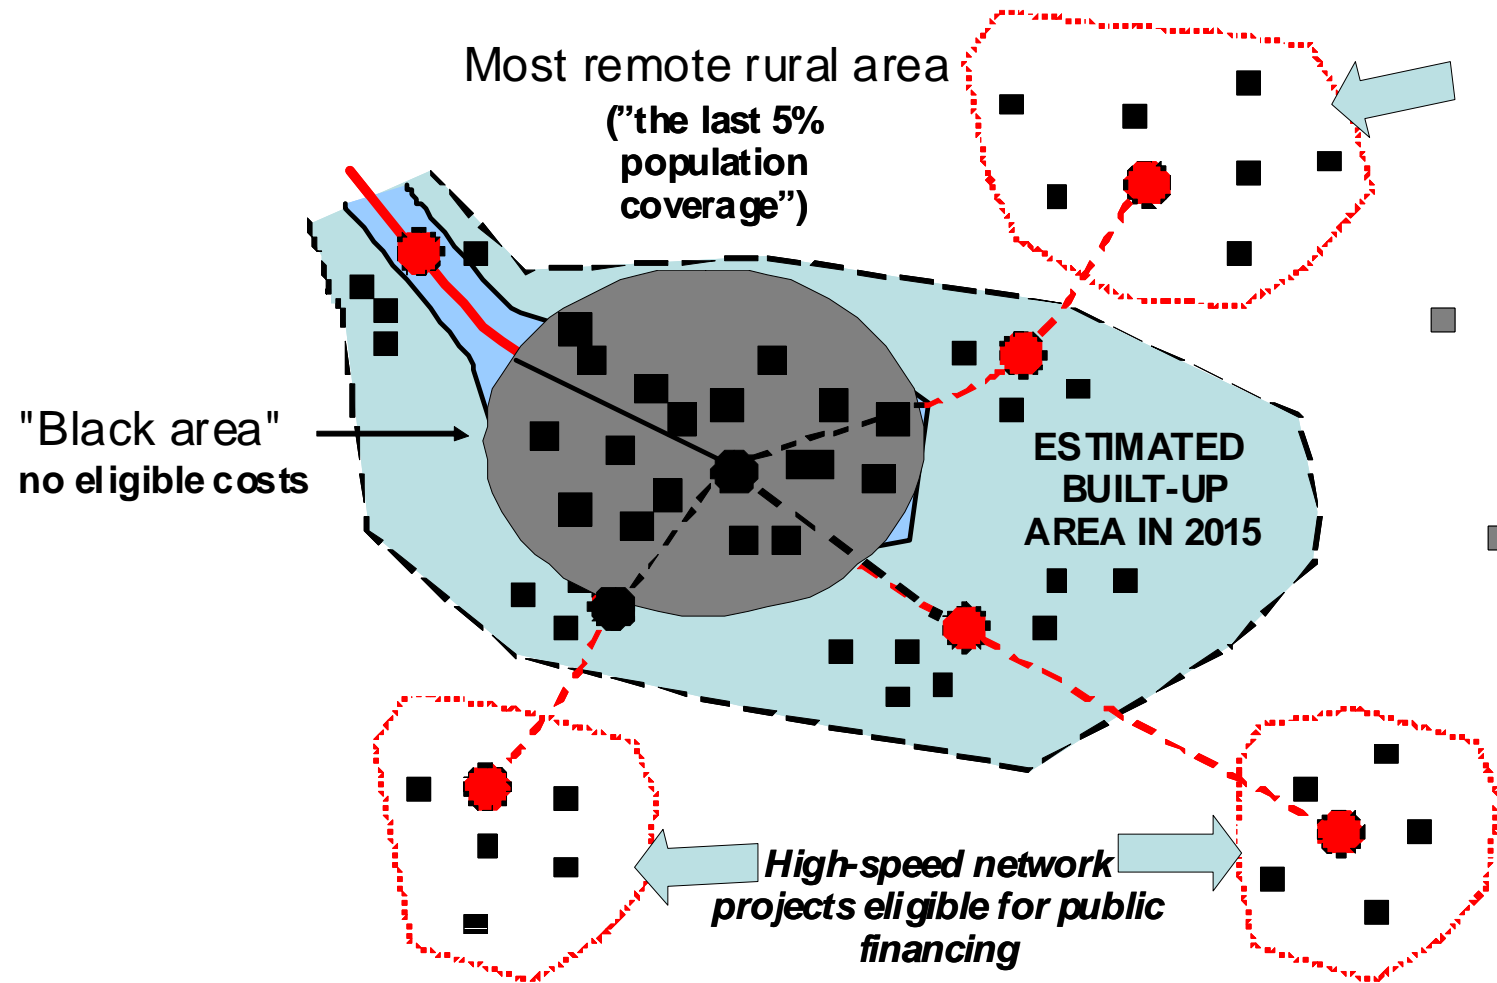 Most remote rural area
(”the last 5%
population
coverage”)
"Black area"
no eligible costs
ESTIMATED
BUILT-UP
AREA IN 2015
High-speed network
projects eligible for public
financing